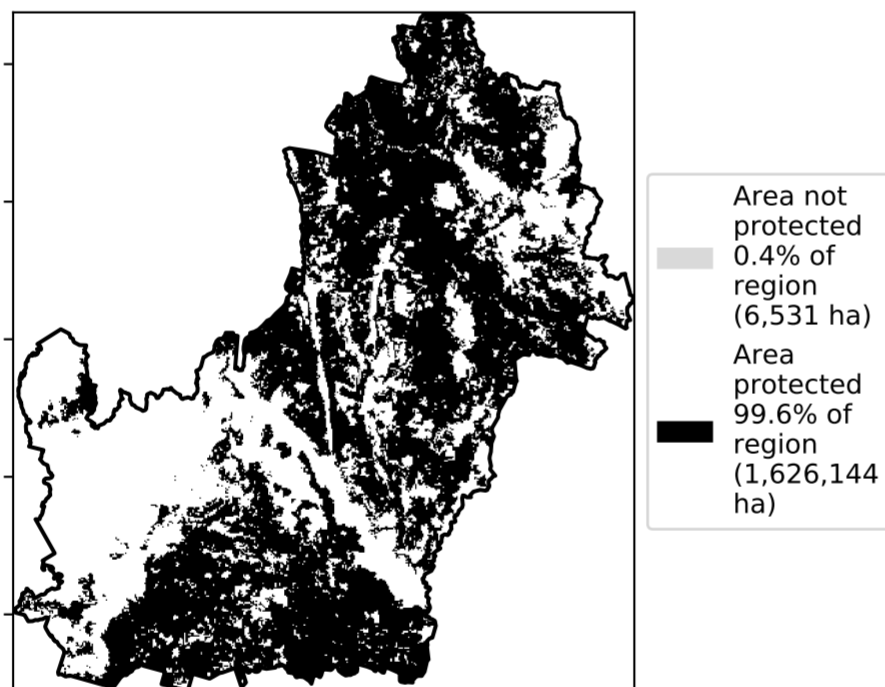 Area not
protected
0.4% of
region
(6,531 ha)
Area
protected
99.6% of
region
(1,626,144
ha)